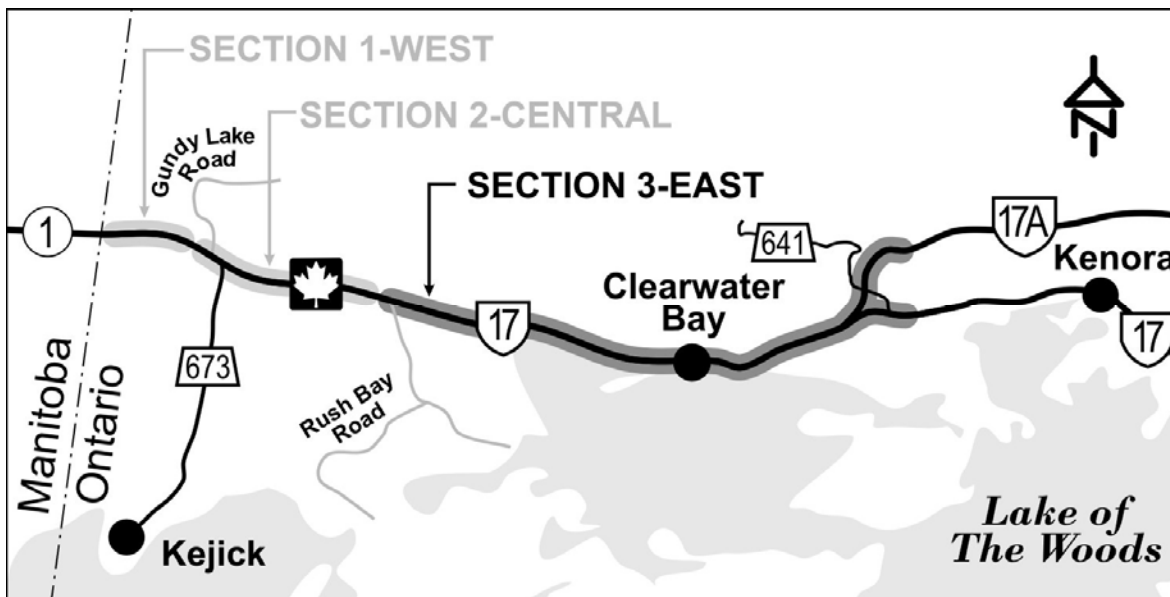 SECTION 1-WEST
SECTION 2-CENTRAL
Gundy Lake
Road
SECTION 3-EAST
N
1
17A
641
Kenora
Clearwater
Bay
17
17
673
Manitoba
Ontario
Rush Bay
Road
Kejick
Lake of
The Woods